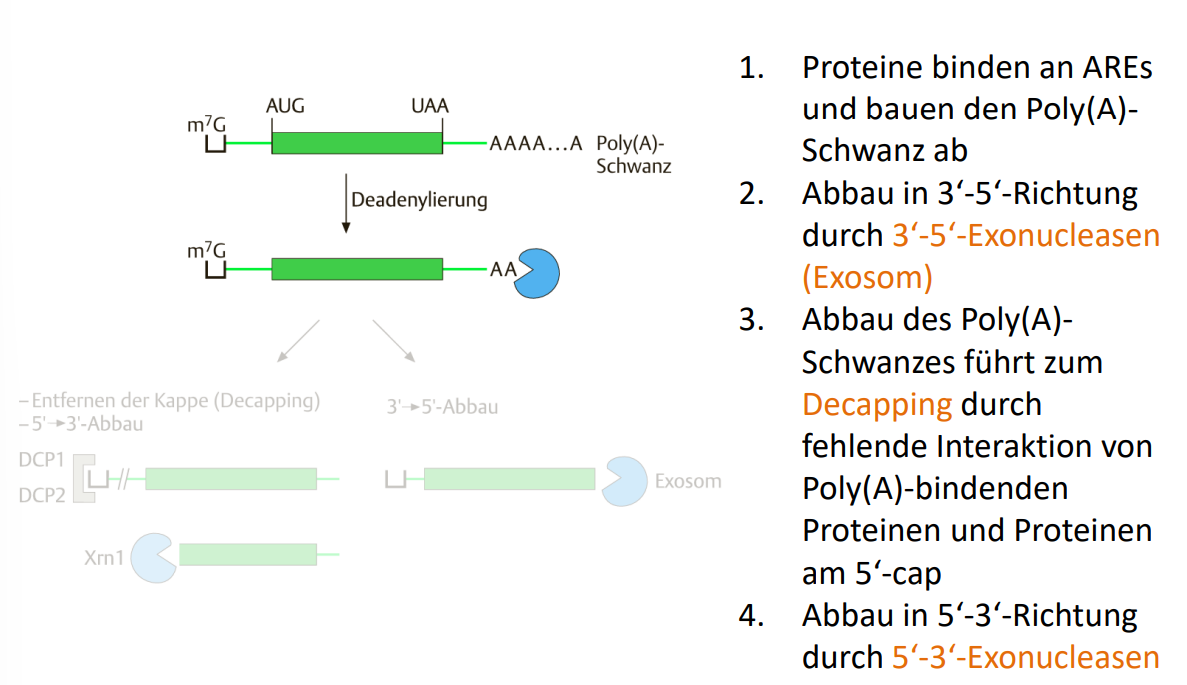 AUG UAA
m⁷G
AAAA...A Poly(A)-
Schwanz
Deadenylierung
m⁷G
AA
–Entfernen der Kappe (Decapping)
–5'→3'-Abbau
3'→5'-Abbau
DCP1
DCP2
Exosom
Xrn1
1. Proteine binden an AREs
und bauen den Poly(A)-
Schwanz ab
2. Abbau in 3‘-5‘-Richtung
durch 3‘-5‘-Exonucleasen
(Exosom)
3. Abbau des Poly(A)-
Schwanzes führt zum
Decapping durch
fehlende Interaktion von
Poly(A)-bindenden
Proteinen und Proteinen
am 5‘-cap
4. Abbau in 5‘-3‘-Richtung
durch 5‘-3‘-Exonucleasen